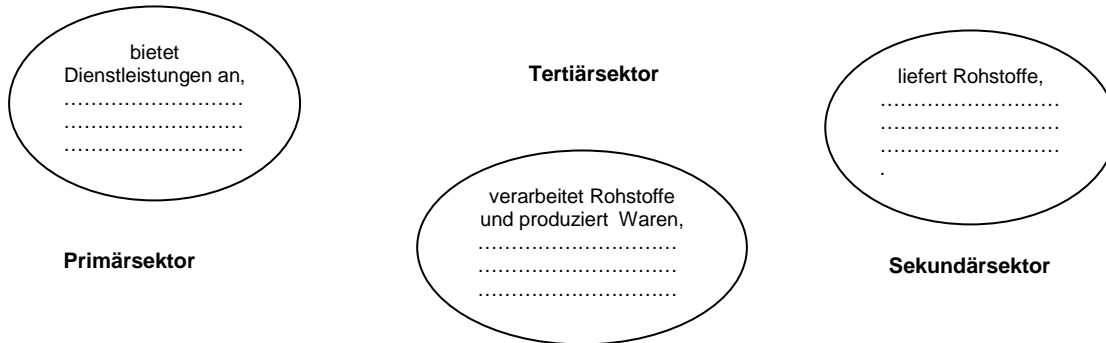 bietet
Dienstleistungen an,
………………………
………………………
………………………
Tertiärsektor
liefert Rohstoffe,
………………………
………………………
………………………
.
verarbeitet Rohstoffe
und produziert Waren,
…………………………
…………………………
…………………………
Primärsektor
Sekundärsektor